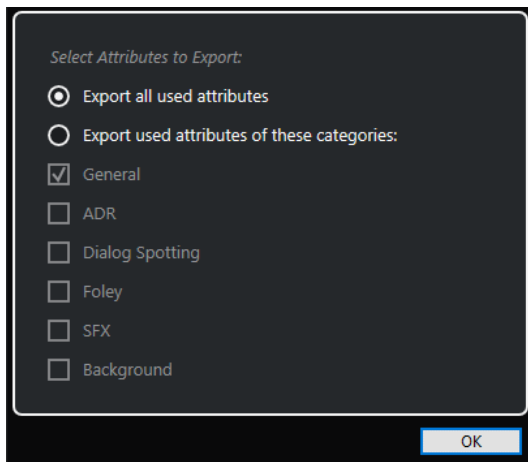 Select Attributes to Export:
Export all used attributes
Export used attributes of these categories:
General
ADR
Dialog Spotting
Foley
SFX
Background
OK